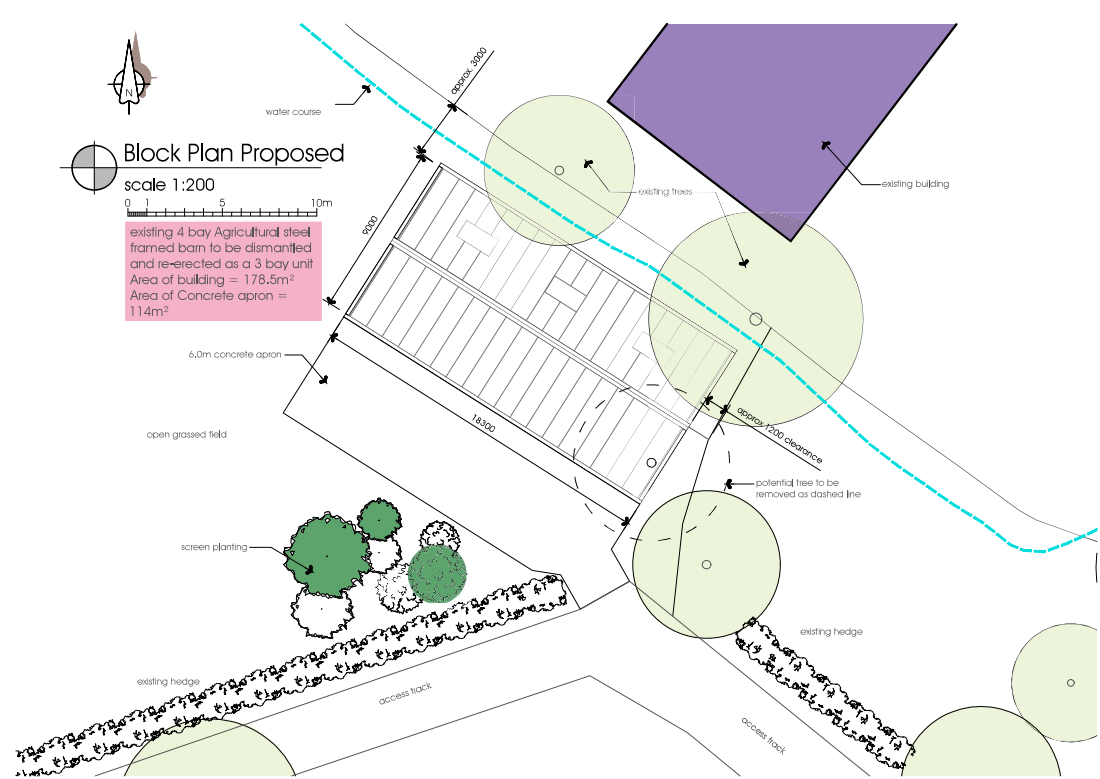 N
approx. 3000
water course
Block Plan Proposed
scale 1:200
0 1 5 10m
existing 4 bay Agricultural steel
framed barn to be dismantled
and re-erected as a 3 bay unit
Area of building = 178.5m²
Area of Concrete apron =
114m²
existing trees
existing building
9000
6.0m concrete apron
18300
approx 1200 clearance
open grassed field
potential tree to be
removed as dashed line
screen planting
existing hedge
existing hedge
access track
access track